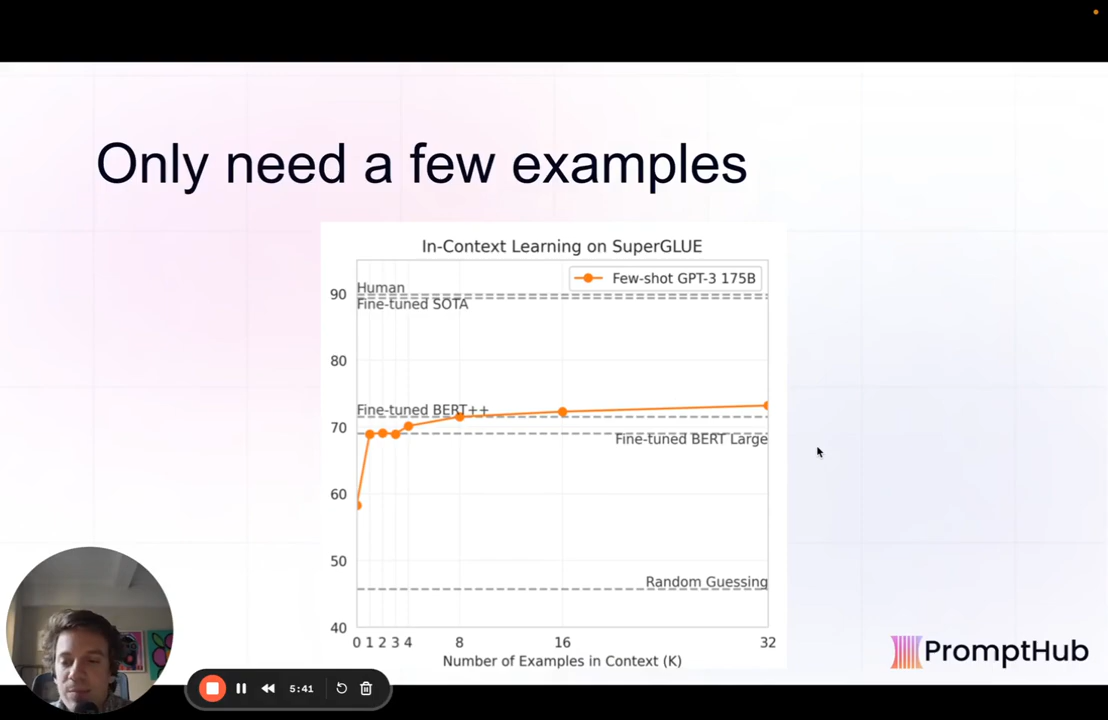 Only need a few examples
In-Context Learning on SuperGLUE
Few-shot GPT-3 175B
Human
Fine-tuned SOTA
Fine-tuned BERT++
Fine-tuned BERT Large
Random Guessing
90
80
70
60
50
40
0 1 2 3 4 8 16 32
Number of Examples in Context (K)
PromptHub
5:41